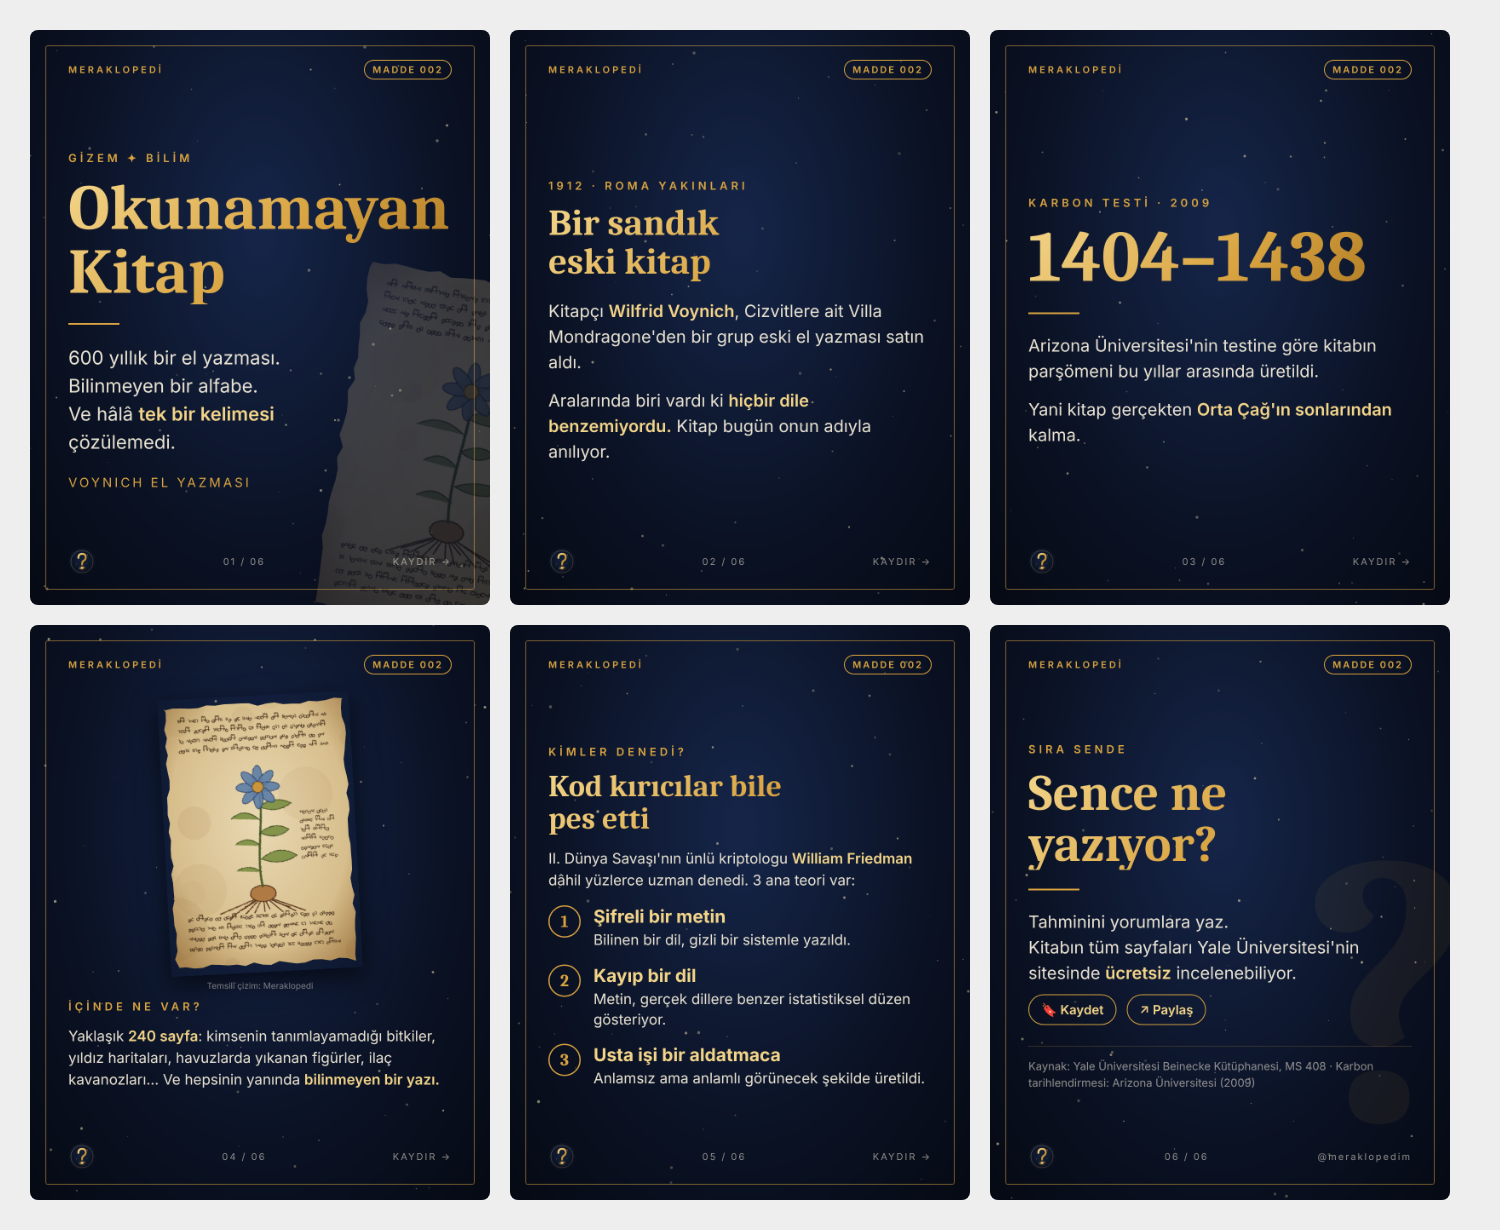 MERAKLOPEDİ
MADDE 002
GİZEM ✦ BİLİM
Okunamayan
Kitap
600 yıllık bir el yazması.
Bilinmeyen bir alfabe.
Ve hâlâ tek bir kelimesi
çözülemedi.
VOYNICH EL YAZMASI
?
01 / 06
KAYDIR →
MERAKLOPEDİ
MADDE 002
1912 · ROMA YAKINLARI
Bir sandık
eski kitap
Kitapçı Wilfrid Voynich, Cizvitlere ait Villa
Mondragone'den bir grup eski el yazması satın
aldı.
Aralarında biri vardı ki hiçbir dile
benzemiyordu. Kitap bugün onun adıyla
anılıyor.
?
02 / 06
KAYDIR →
MERAKLOPEDİ
MADDE 002
KARBON TESTİ · 2009
1404–1438
Arizona Üniversitesi'nin testine göre kitabın
parşömeni bu yıllar arasında üretildi.
Yani kitap gerçekten Orta Çağ'ın sonlarından
kalma.
?
03 / 06
KAYDIR →
MERAKLOPEDİ
MADDE 002
Temsilî çizim: Meraklopedi
İÇİNDE NE VAR?
Yaklaşık 240 sayfa: kimsenin tanımlayamadığı bitkiler,
yıldız haritaları, havuzlarda yıkanan figürler, ilaç
kavanozları... Ve hepsinin yanında bilinmeyen bir yazı.
?
04 / 06
KAYDIR →
MERAKLOPEDİ
MADDE 002
KİMLER DENEDİ?
Kod kırıcılar bile
pes etti
II. Dünya Savaşı'nın ünlü kriptologu William Friedman
dâhil yüzlerce uzman denedi. 3 ana teori var:
1 Şifreli bir metin
Bilinen bir dil, gizli bir sistemle yazıldı.
2 Kayıp bir dil
Metin, gerçek dillere benzer istatistiksel düzen
gösteriyor.
3 Usta işi bir aldatmaca
Anlamsız ama anlamlı görünecek şekilde üretildi.
?
05 / 06
KAYDIR →
MERAKLOPEDİ
MADDE 002
SIRA SENDE
Sence ne
yazıyor?
Tahminini yorumlara yaz.
Kitabın tüm sayfaları Yale Üniversitesi'nin
sitesinde ücretsiz incelenebiliyor.
🔖 Kaydet
↗ Paylaş
Kaynak: Yale Üniversitesi Beinecke Kütüphanesi, MS 408 · Karbon
tarihlendirmesi: Arizona Üniversitesi (2009)
?
?
06 / 06
@meraklopedim